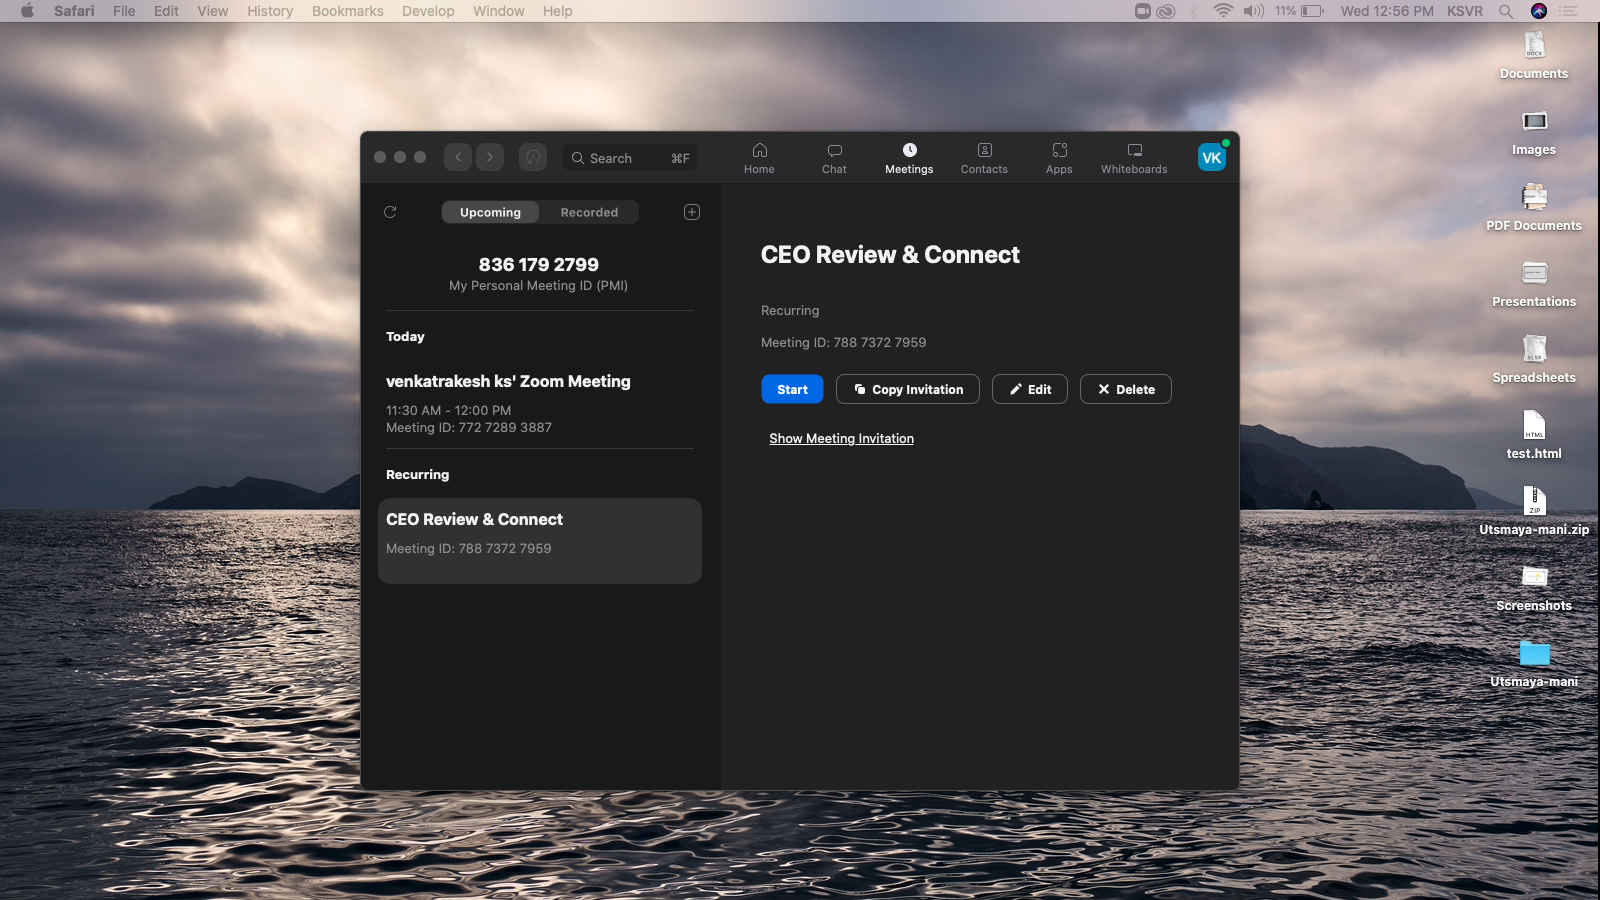 Safari File Edit View History Bookmarks Develop Window Help
11% Wed 12:56 PM KSVR
Search ⌘F
Home Chat Meetings Contacts Apps Whiteboards
VK
Upcoming Recorded
836 179 2799
My Personal Meeting ID (PMI)
Today
venkatrakesh ks' Zoom Meeting
11:30 AM - 12:00 PM
Meeting ID: 772 7289 3887
Recurring
CEO Review & Connect
Meeting ID: 788 7372 7959
CEO Review & Connect
Recurring
Meeting ID: 788 7372 7959
Start Copy Invitation Edit Delete
Show Meeting Invitation
DOCX
Documents
Images
PDF Documents
Presentations
XLSX
Spreadsheets
HTML
test.html
ZIP
Utsmaya-mani.zip
Screenshots
Utsmaya-mani